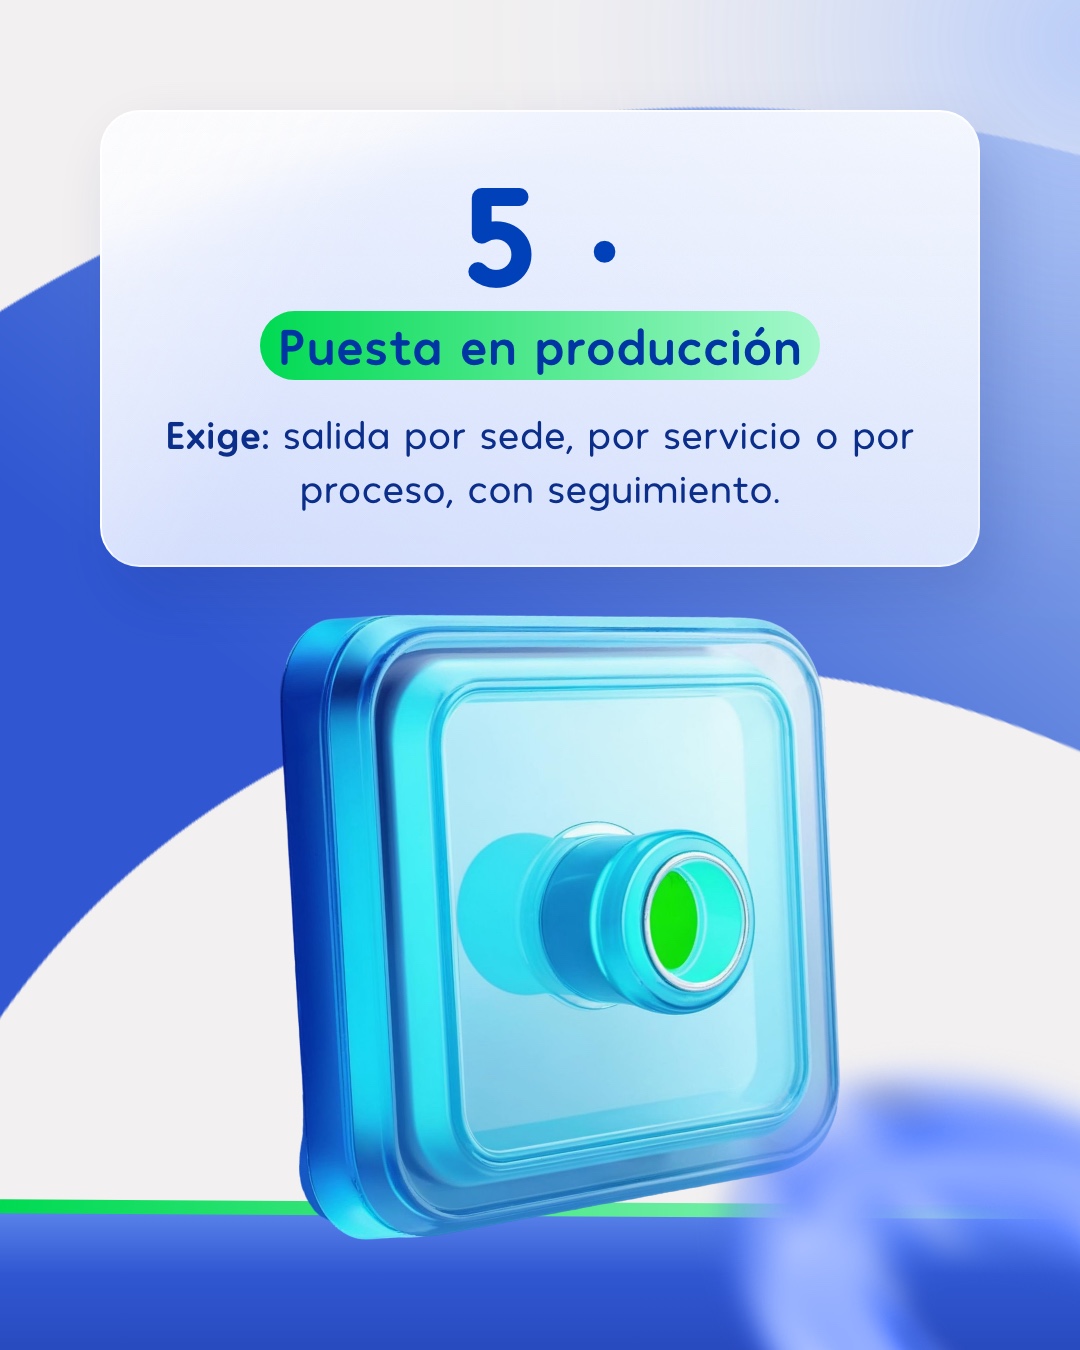 5 •
Puesta en producción
Exige: salida por sede, por servicio o por
proceso, con seguimiento.